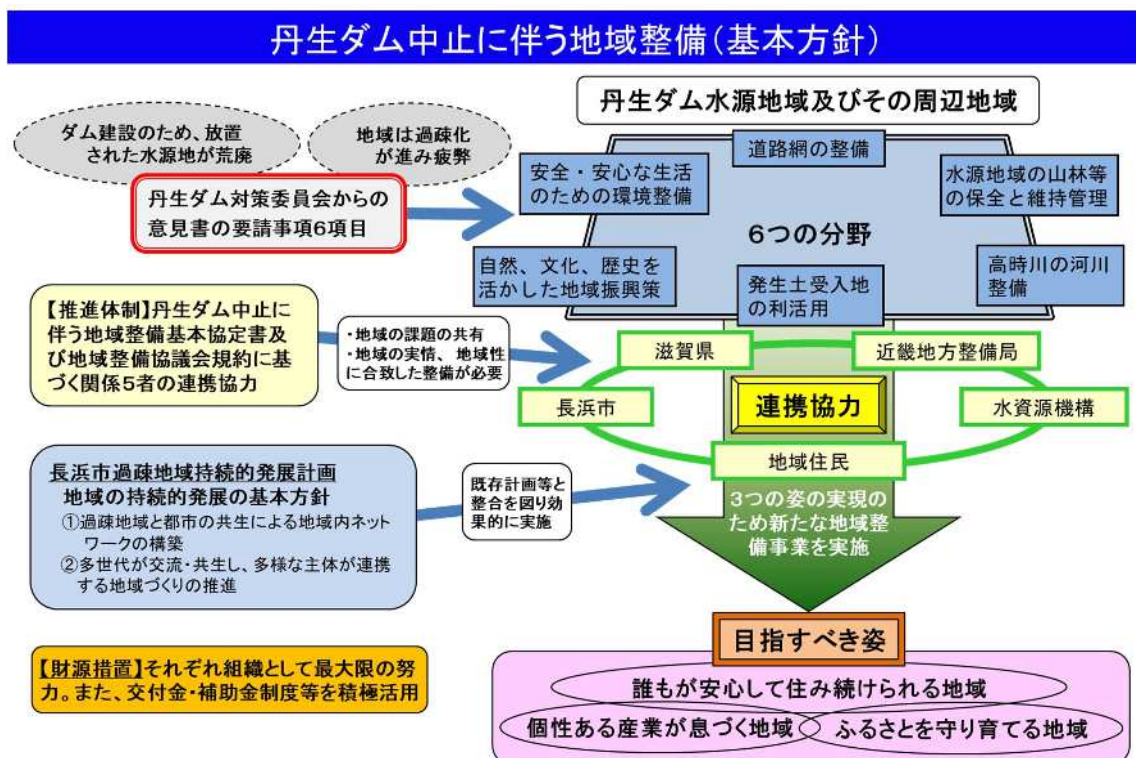 丹生ダム中止に伴う地域整備（基本方針）
ダム建設のため、放置
された水源地が荒廃
地域は過疎化
が進み疲弊
丹生ダム対策委員会からの
意見書の要請事項６項目
丹生ダム水源地域及びその周辺地域
道路網の整備
安全・安心な生活
のための環境整備
水源地域の山林等
の保全と維持管理
６つの分野
自然、文化、歴史を
活かした地域振興策
発生土受入地
の利活用
高時川の河川
整備
【推進体制】丹生ダム中止に
伴う地域整備基本協定書及
び地域整備協議会規約に基
づく関係５者の連携協力
・地域の課題の共有
・地域の実情、地域性
に合致した整備が必要
滋賀県
近畿地方整備局
長浜市
連携協力
水資源機構
地域住民
長浜市過疎地域持続的発展計画
地域の持続的発展の基本方針
①過疎地域と都市の共生による地域内ネット
ワークの構築
②多世代が交流・共生し、多様な主体が連携
する地域づくりの推進
既存計画等と
整合を図り効
果的に実施
３つの姿の実現の
ため新たな地域整
備事業を実施
【財源措置】それぞれ組織として最大限の努
力。また、交付金・補助金制度等を積極活用
目指すべき姿
誰もが安心して住み続けられる地域
個性ある産業が息づく地域
ふるさとを守り育てる地域